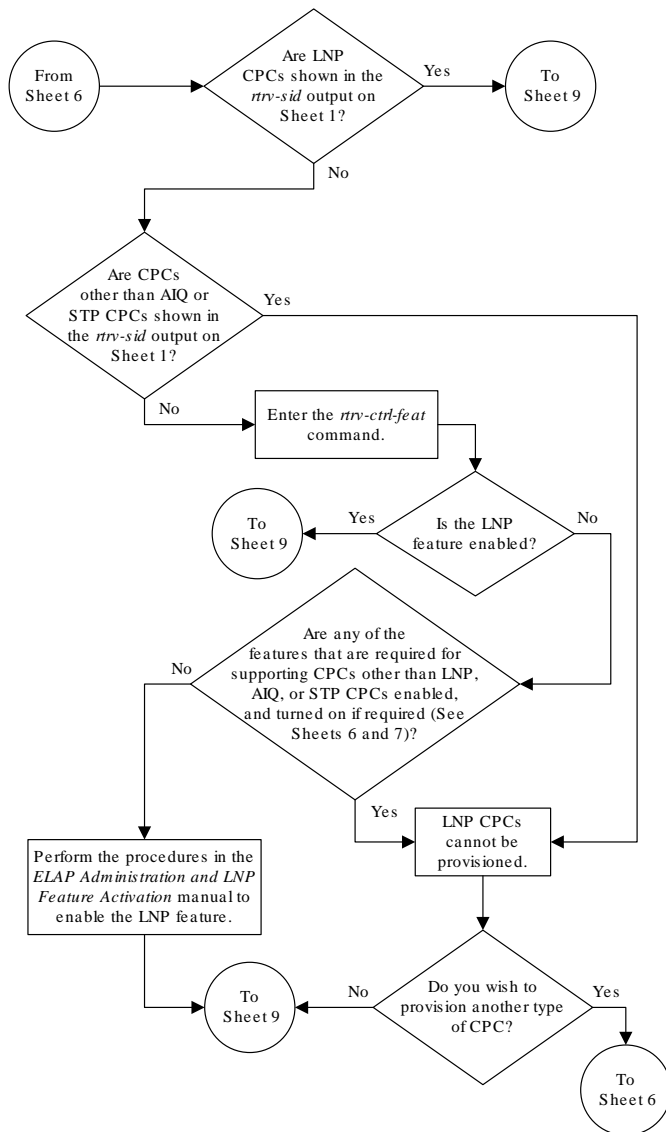 From
Sheet 6
Are LNP
CPCs shown in the
rtrv-sid output on
Sheet 1?
Yes
To
Sheet 9
No
Are CPCs
other than AIQ or
STP CPCs shown in
the rtrv-sid output on
Sheet 1?
Yes
No
Enter the rtrv-ctrl-feat
command.
To
Sheet 9
Yes
Is the LNP
feature enabled?
No
Are any of the
features that are required for
supporting CPCs other than LNP,
AIQ, or STP CPCs enabled,
and turned on if required (See
Sheets 6 and 7)?
No
Yes
LNP CPCs
cannot be
provisioned.
Perform the procedures in the
ELAP Administration and LNP
Feature Activation manual to
enable the LNP feature.
To
Sheet 9
No
Do you wish to
provision another type
of CPC?
Yes
To
Sheet 6